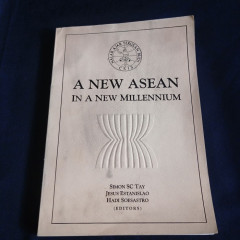 A NEW ASEAN
IN A NEW MILLENNIUM
SIMON SC TAY
JESUS ESTANISLAO
HADI SOESASTRO
(EDITORS)